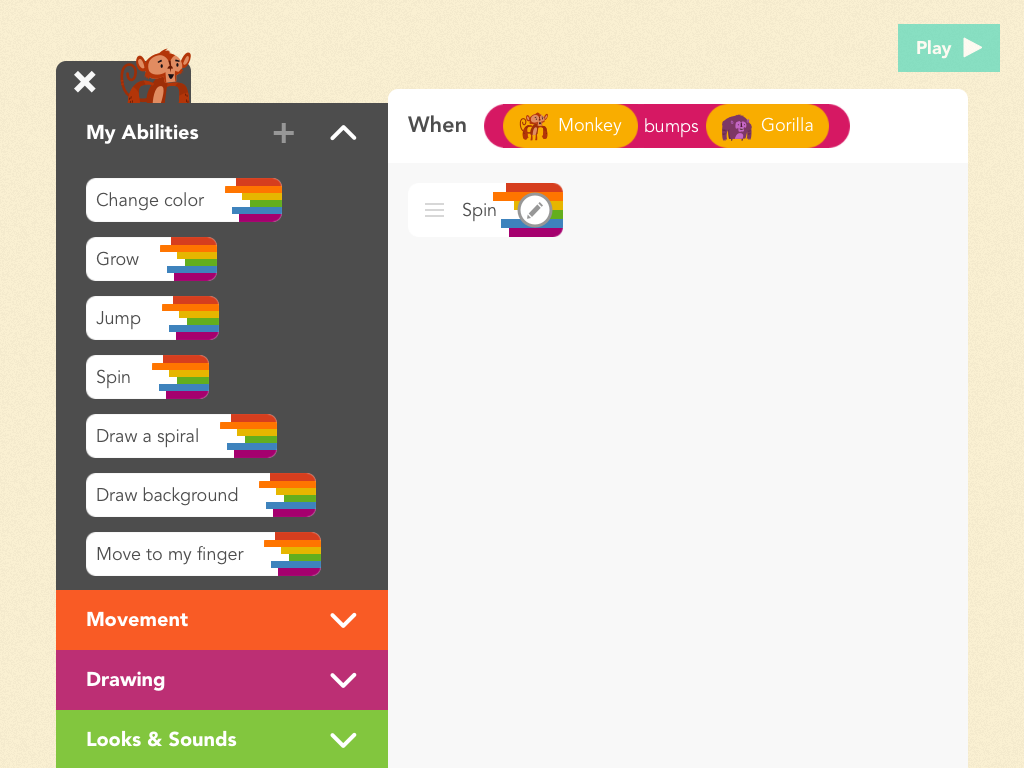 Play
My Abilities
Change color
Grow
Jump
Spin
Draw a spiral
Draw background
Move to my finger
Movement
Drawing
Looks & Sounds
When Monkey bumps Gorilla
Spin